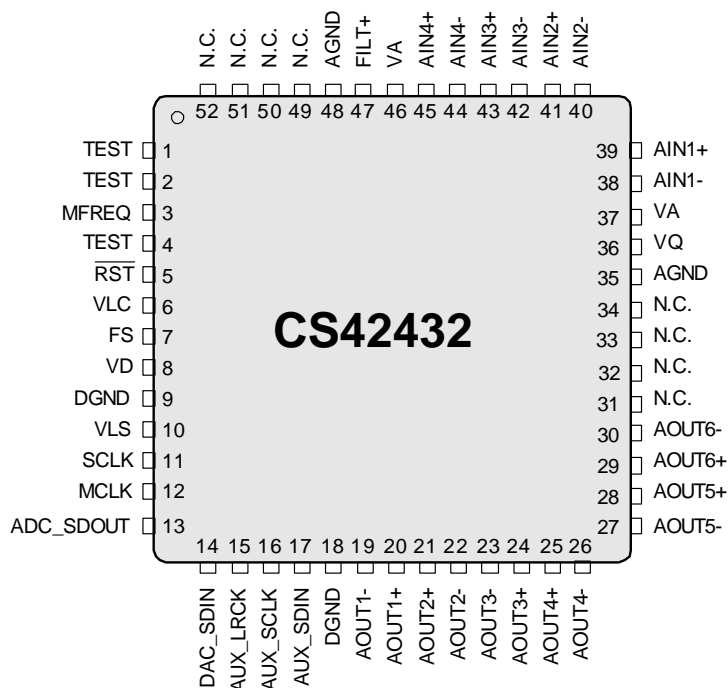 N.C.
N.C.
N.C.
N.C.
AGND
FILT+
VA
AIN4+
AIN4-
AIN3+
AIN3-
AIN2+
AIN2-
52 51 50 49 48 47 46 45 44 43 42 41 40
TEST 1
TEST 2
MFREQ 3
TEST 4
RST 5
VLC 6
FS 7
VD 8
DGND 9
VLS 10
SCLK 11
MCLK 12
ADC_SDOUT 13
CS42432
39 AIN1+
38 AIN1-
37 VA
36 VQ
35 AGND
34 N.C.
33 N.C.
32 N.C.
31 N.C.
30 AOUT6-
29 AOUT6+
28 AOUT5+
27 AOUT5-
14 15 16 17 18 19 20 21 22 23 24 25 26
DAC_SDIN
AUX_LRCK
AUX_SCLK
AUX_SDIN
DGND
AOUT1-
AOUT1+
AOUT2+
AOUT2-
AOUT3-
AOUT3+
AOUT4+
AOUT4-